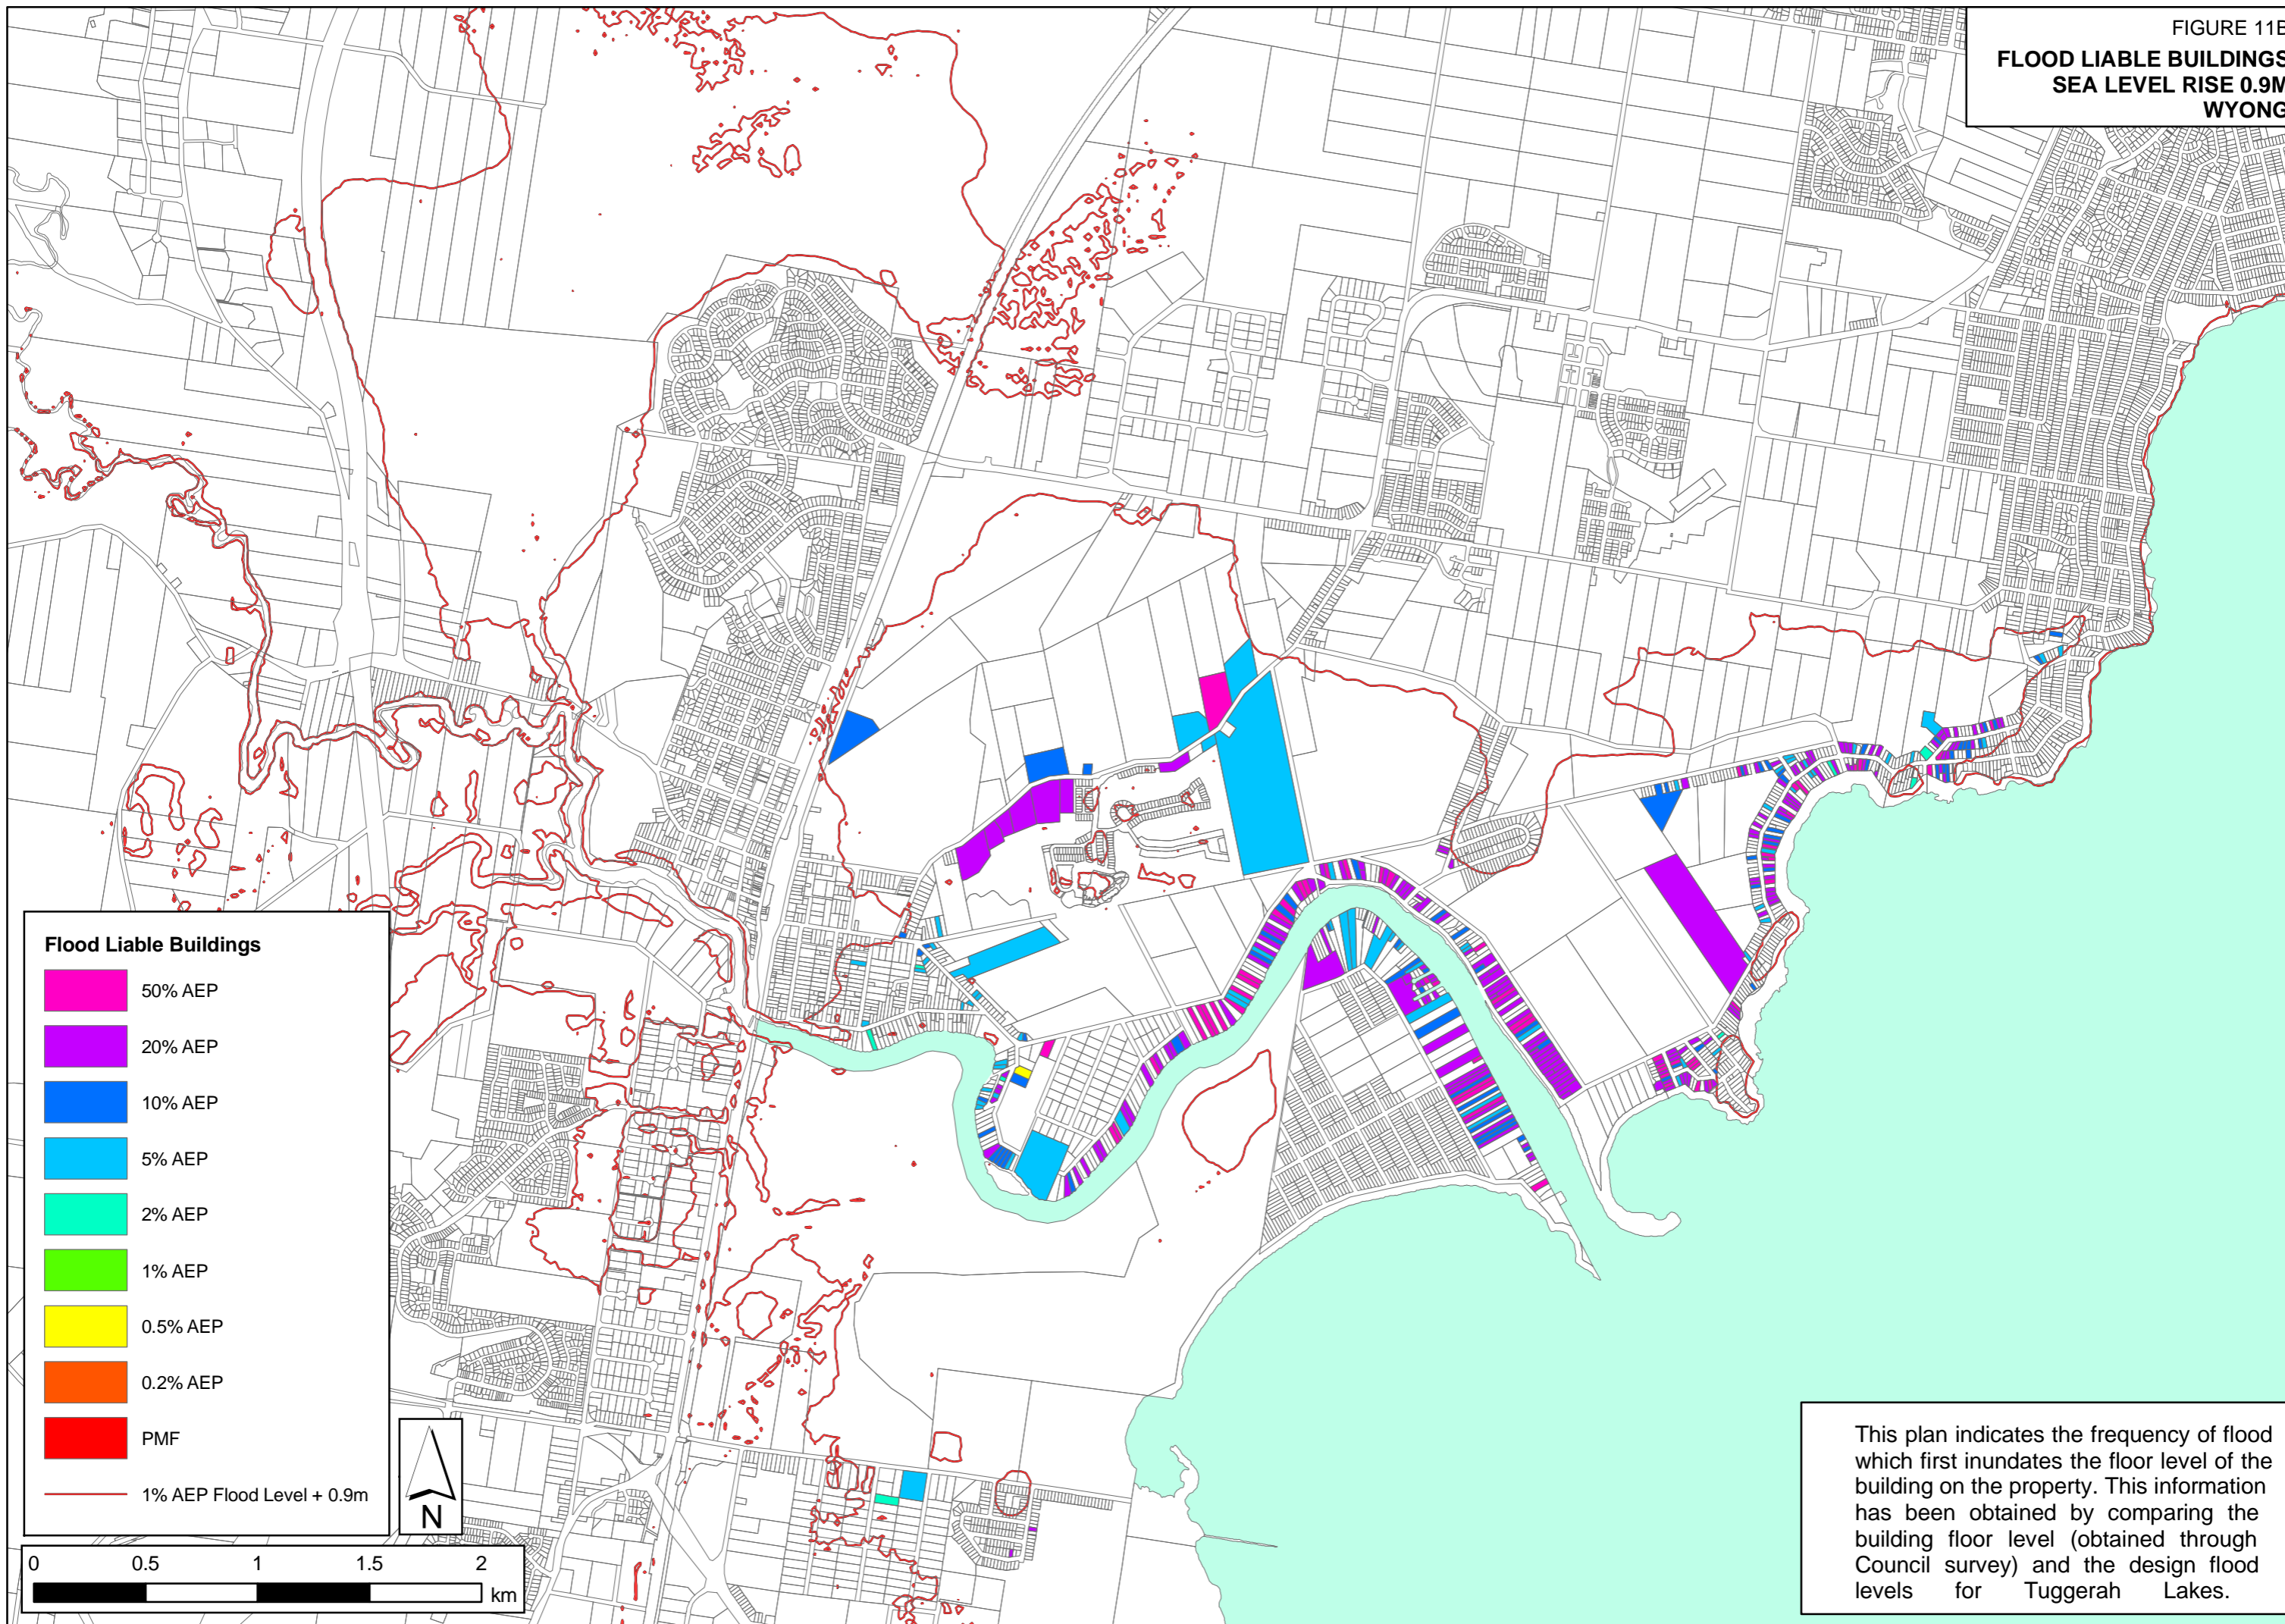 FIGURE 11B
FLOOD LIABLE BUILDINGS
SEA LEVEL RISE 0.9M
WYONG
Flood Liable Buildings
50% AEP
20% AEP
10% AEP
5% AEP
2% AEP
1% AEP
0.5% AEP
0.2% AEP
PMF
1% AEP Flood Level + 0.9m
N
0 0.5 1 1.5 2
km
This plan indicates the frequency of flood
which first inundates the floor level of the
building on the property. This information
has been obtained by comparing the
building floor level (obtained through
Council survey) and the design flood
levels for Tuggerah Lakes.